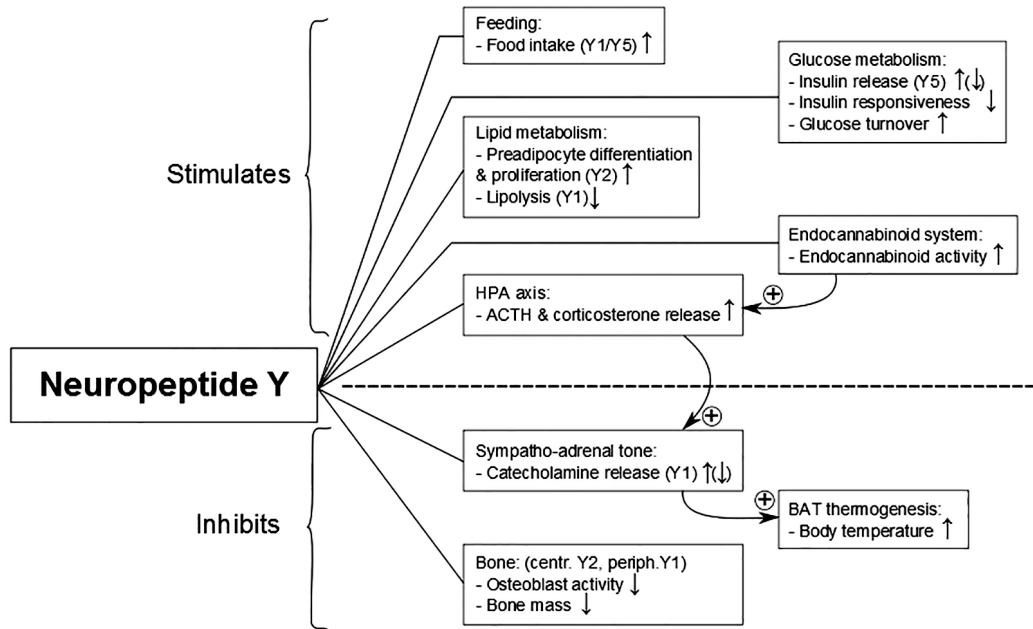 Feeding:
- Food intake (Y1/Y5) ↑
Glucose metabolism:
- Insulin release (Y5) ↑(↓)
- Insulin responsiveness ↓
- Glucose turnover ↑
Lipid metabolism:
- Preadipocyte differentiation
& proliferation (Y2) ↑
- Lipolysis (Y1)↓
Stimulates
Endocannabinoid system:
- Endocannabinoid activity ↑
+
HPA axis:
- ACTH & corticosterone release ↑
Neuropeptide Y
+
Sympatho-adrenal tone:
- Catecholamine release (Y1) ↑(↓)
+
BAT thermogenesis:
- Body temperature ↑
Inhibits
Bone: (centr. Y2, periph.Y1)
- Osteoblast activity ↓
- Bone mass ↓